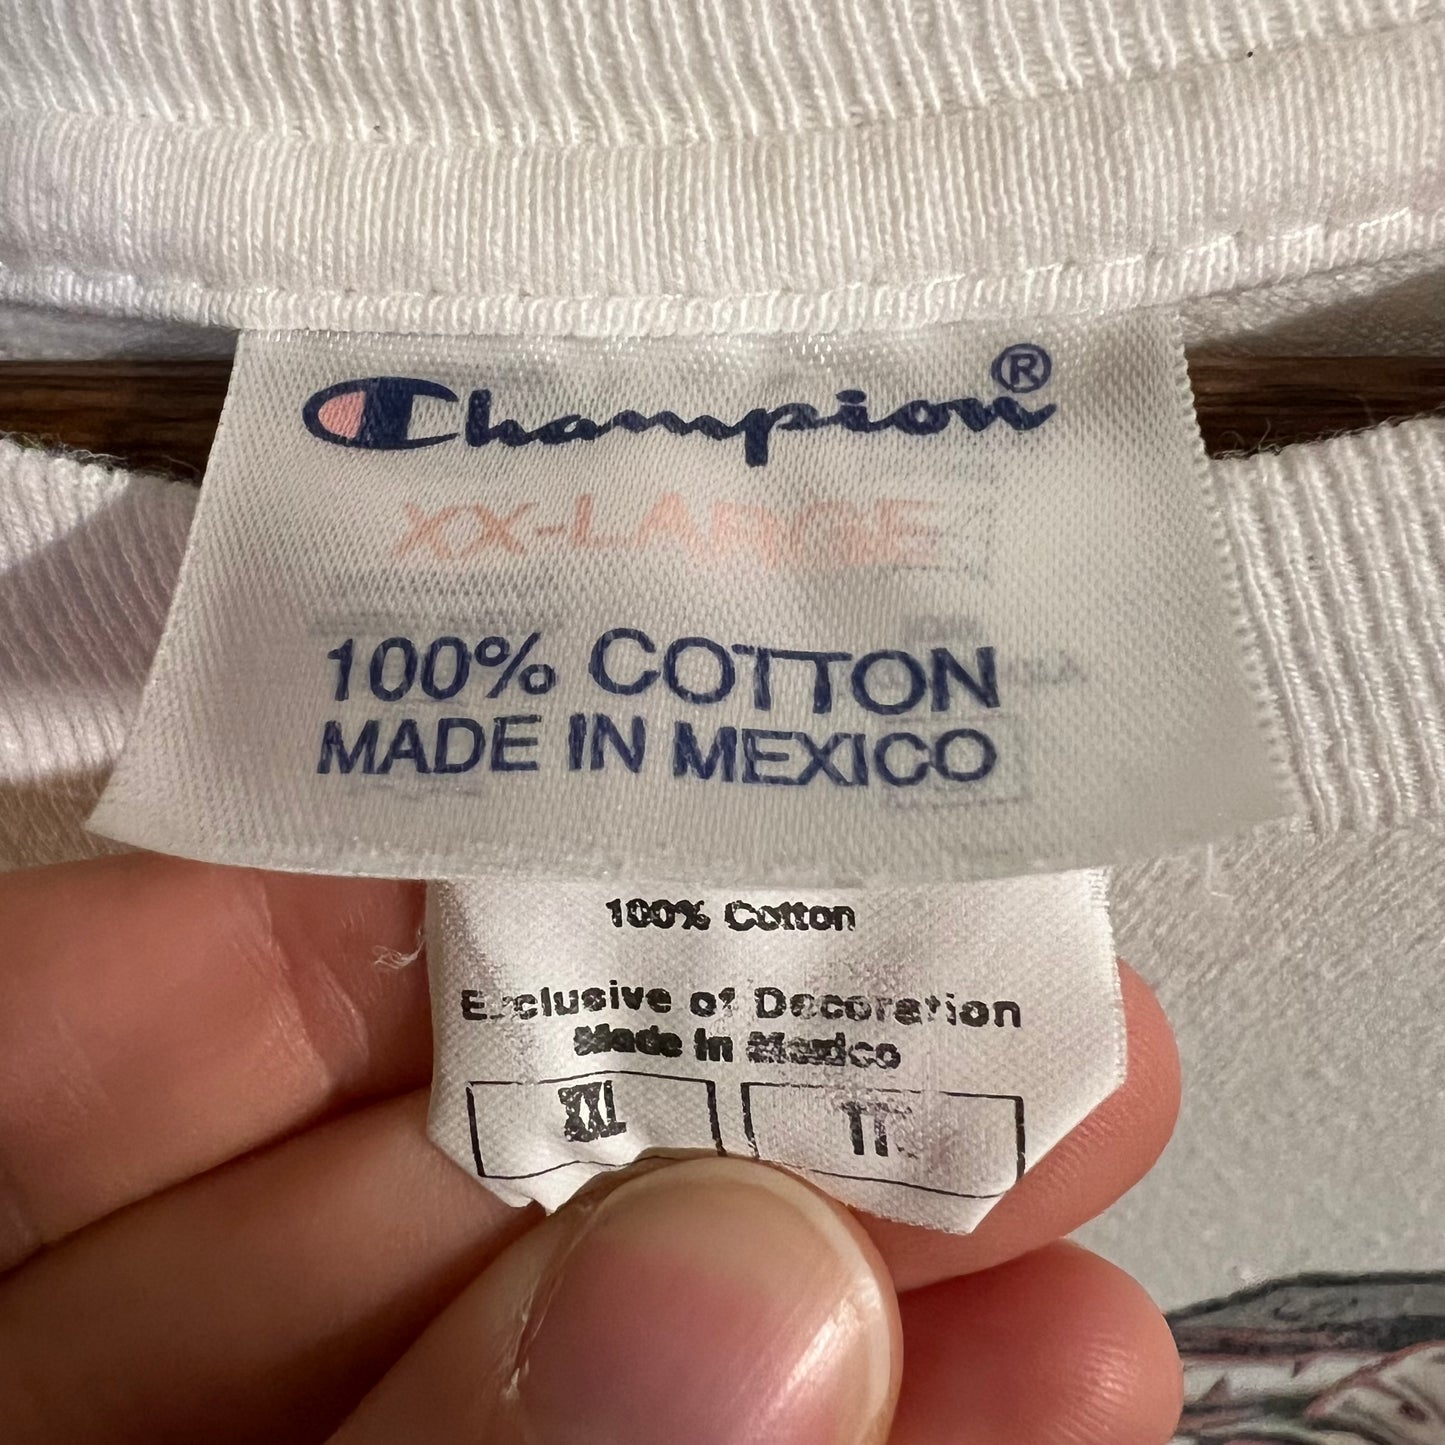 Champion®
XX-LARGE
100% COTTON
MADE IN MEXICO
100% Cotton
Exclusive of Decoration
Made in Mexico
XXL